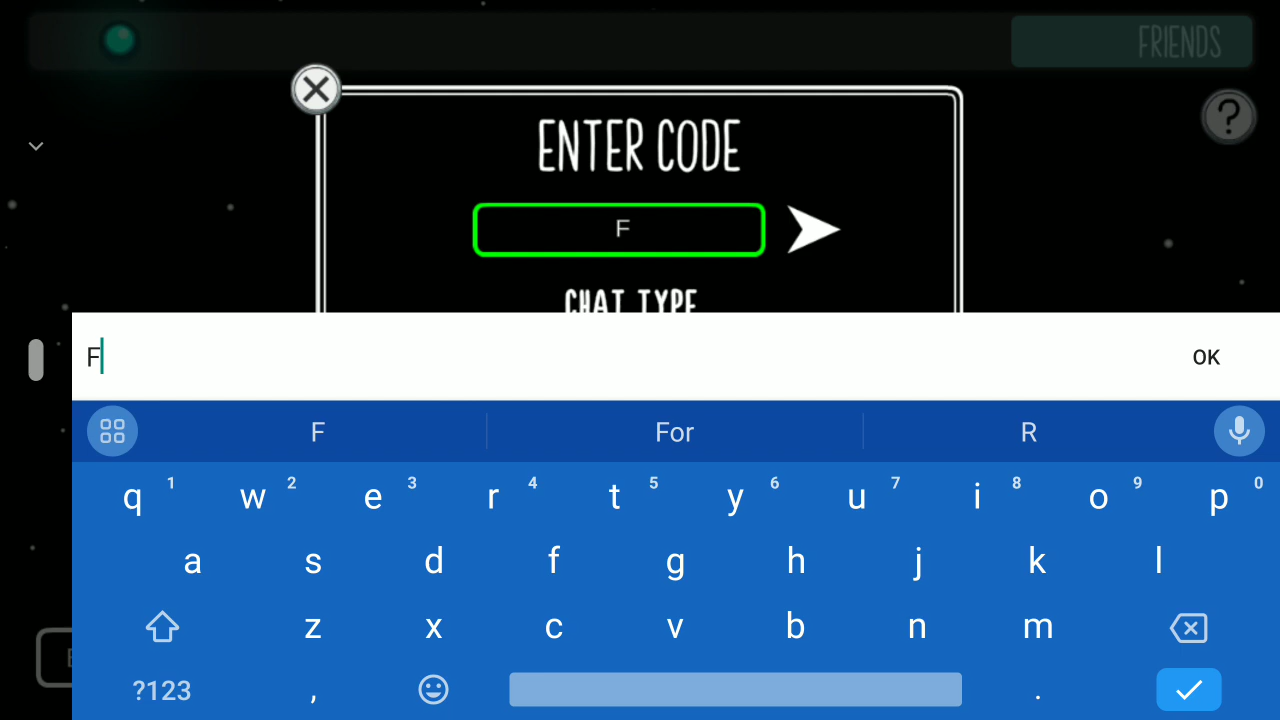 FRIENDS
?
ENTER CODE
F
CHAT TYPE
F
OK
F For R
q 1 w 2 e 3 r 4 t 5 y 6 u 7 i 8 o 9 p 0
a s d f g h j k l
z x c v b n m
?123 , .